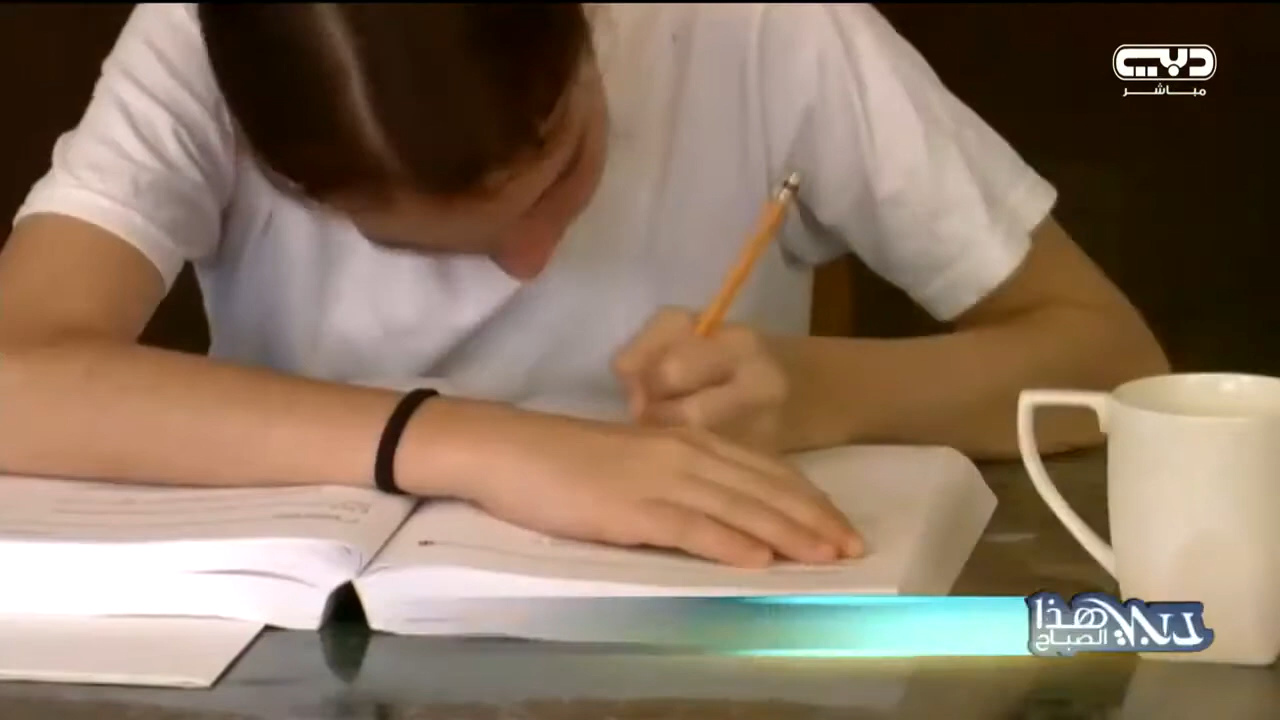 دبي
مباشر
دبي هذا
الصباح